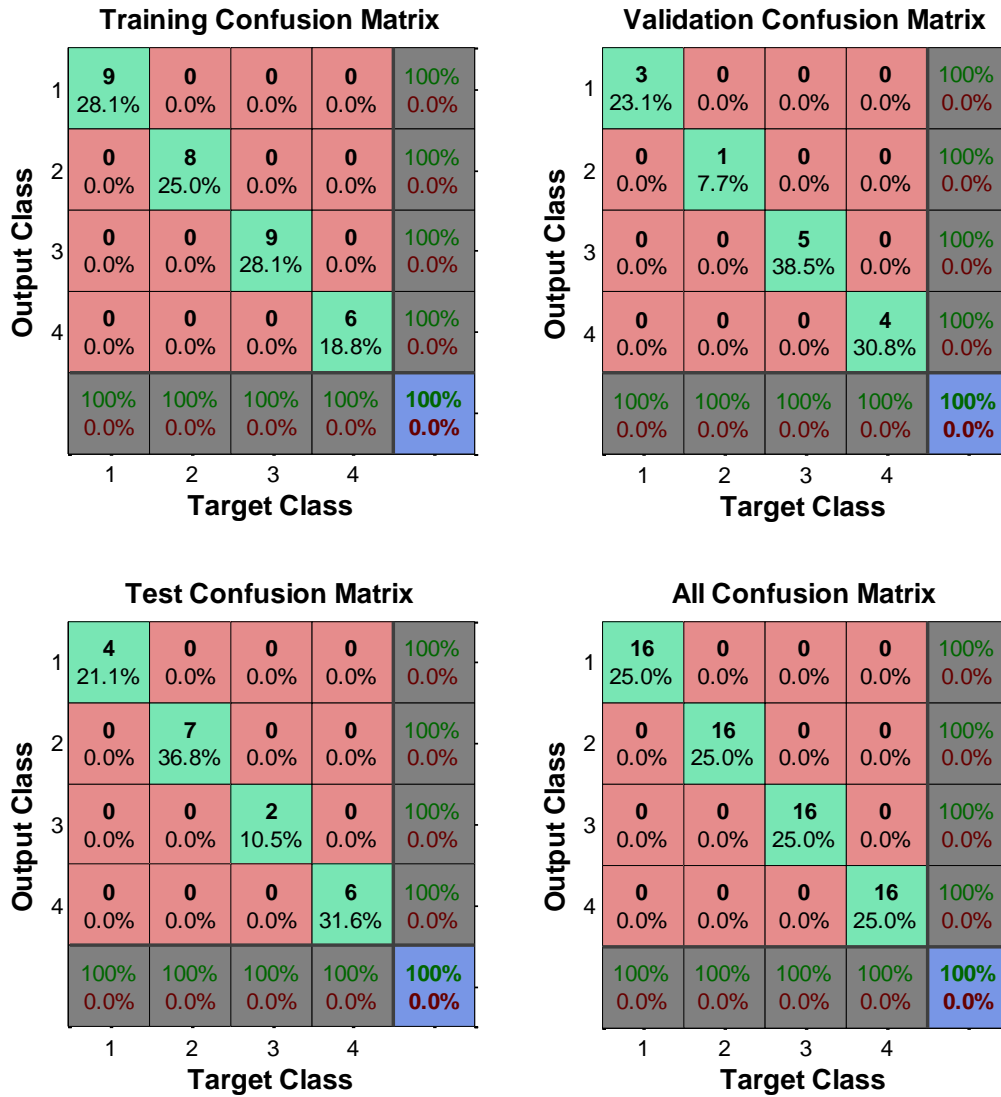 Training Confusion Matrix
9 0 0 0 100%
1
28.1% 0.0% 0.0% 0.0% 0.0%
0 8 0 0 100%
2
0.0% 25.0% 0.0% 0.0% 0.0%
0 0 9 0 100%
3
0.0% 0.0% 28.1% 0.0% 0.0%
0 0 0 6 100%
4
0.0% 0.0% 0.0% 18.8% 0.0%
100% 100% 100% 100% 100%
0.0% 0.0% 0.0% 0.0% 0.0%
1 2 3 4
Target Class
Output Class
Validation Confusion Matrix
3 0 0 0 100%
1
23.1% 0.0% 0.0% 0.0% 0.0%
0 1 0 0 100%
2
0.0% 7.7% 0.0% 0.0% 0.0%
0 0 5 0 100%
3
0.0% 0.0% 38.5% 0.0% 0.0%
0 0 0 4 100%
4
0.0% 0.0% 0.0% 30.8% 0.0%
100% 100% 100% 100% 100%
0.0% 0.0% 0.0% 0.0% 0.0%
1 2 3 4
Target Class
Output Class
Test Confusion Matrix
4 0 0 0 100%
1
21.1% 0.0% 0.0% 0.0% 0.0%
0 7 0 0 100%
2
0.0% 36.8% 0.0% 0.0% 0.0%
0 0 2 0 100%
3
0.0% 0.0% 10.5% 0.0% 0.0%
0 0 0 6 100%
4
0.0% 0.0% 0.0% 31.6% 0.0%
100% 100% 100% 100% 100%
0.0% 0.0% 0.0% 0.0% 0.0%
1 2 3 4
Target Class
Output Class
All Confusion Matrix
16 0 0 0 100%
1
25.0% 0.0% 0.0% 0.0% 0.0%
0 16 0 0 100%
2
0.0% 25.0% 0.0% 0.0% 0.0%
0 0 16 0 100%
3
0.0% 0.0% 25.0% 0.0% 0.0%
0 0 0 16 100%
4
0.0% 0.0% 0.0% 25.0% 0.0%
100% 100% 100% 100% 100%
0.0% 0.0% 0.0% 0.0% 0.0%
1 2 3 4
Target Class
Output Class